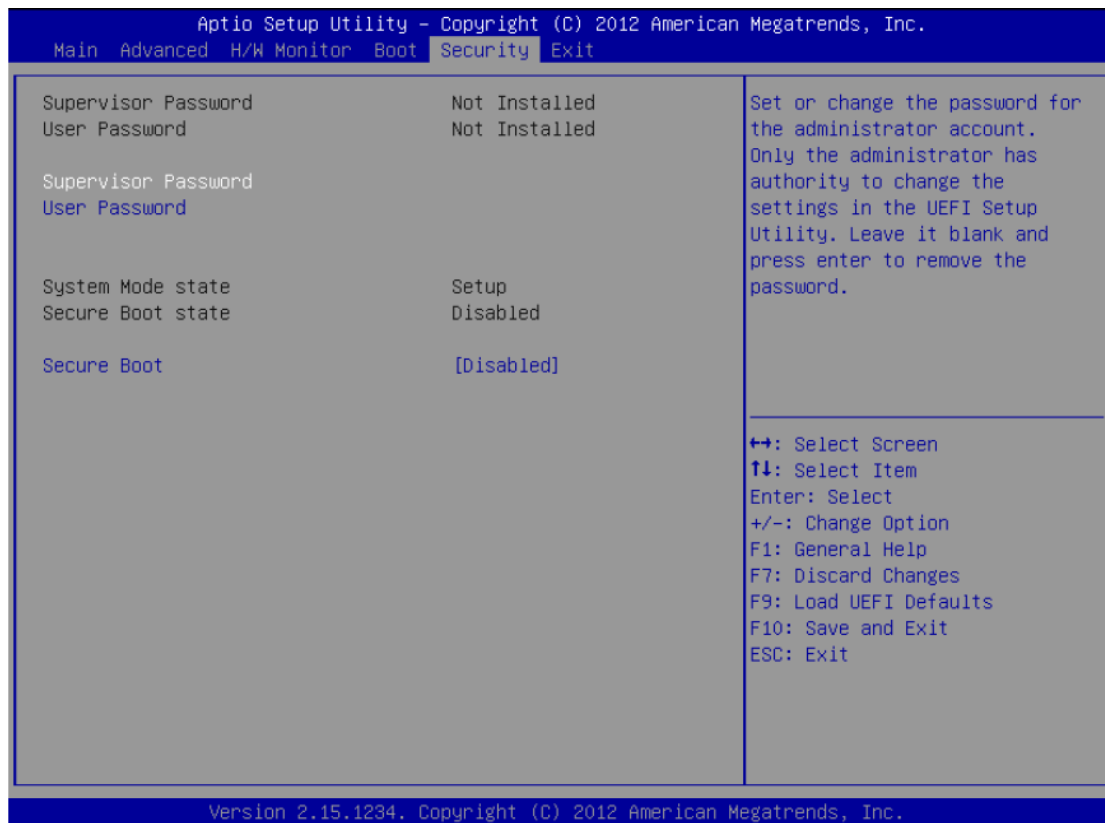 Aptio Setup Utility – Copyright (C) 2012 American Megatrends, Inc.
Main Advanced H/W Monitor Boot Security Exit
Supervisor Password Not Installed
User Password Not Installed
Supervisor Password
User Password
System Mode state Setup
Secure Boot state Disabled
Secure Boot [Disabled]
Set or change the password for
the administrator account.
Only the administrator has
authority to change the
settings in the UEFI Setup
Utility. Leave it blank and
press enter to remove the
password.
↔: Select Screen
↑↓: Select Item
Enter: Select
+/-: Change Option
F1: General Help
F7: Discard Changes
F9: Load UEFI Defaults
F10: Save and Exit
ESC: Exit
Version 2.15.1234. Copyright (C) 2012 American Megatrends, Inc.